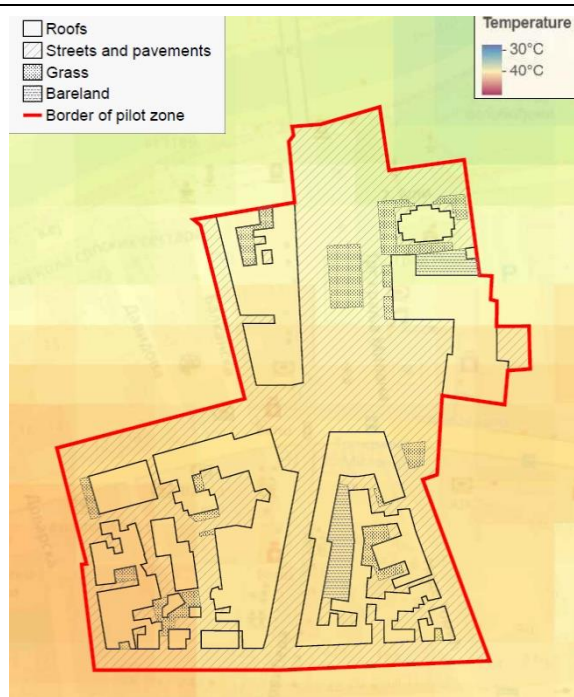 Roofs
Streets and pavements
Grass
Bareland
Border of pilot zone
Temperature
30°C
40°C